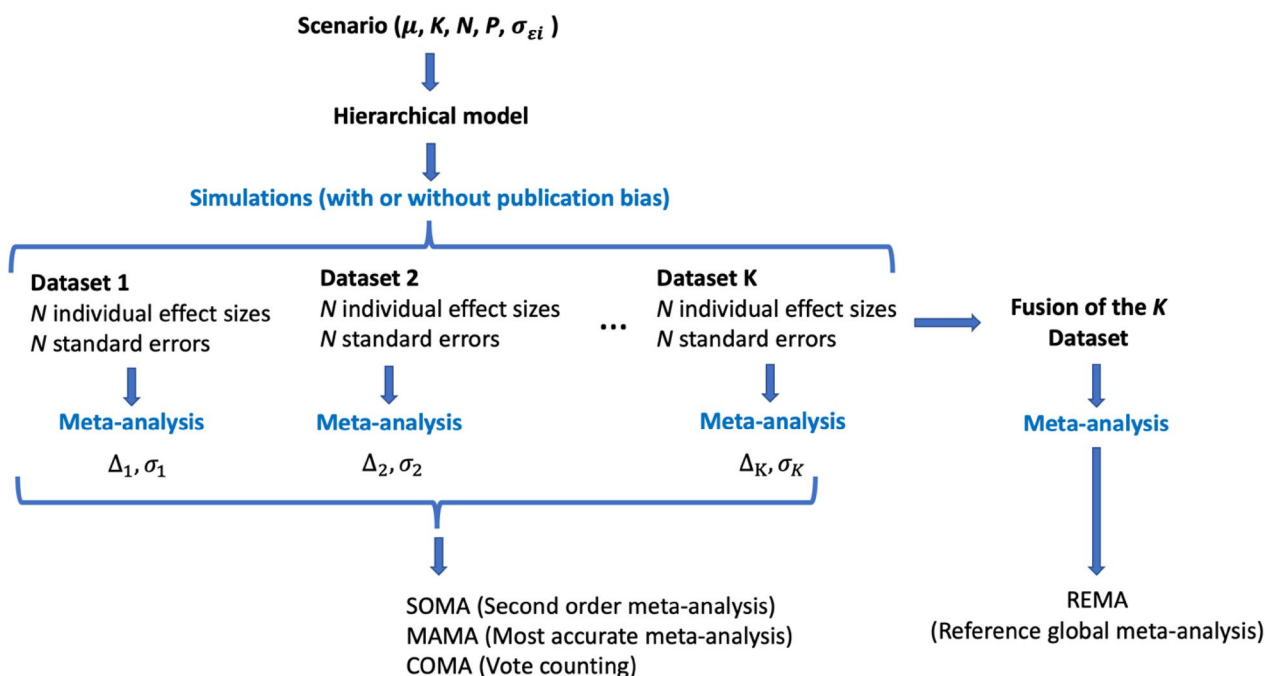 Scenario (μ, K, N, P, σεi )
Hierarchical model
Simulations (with or without publication bias)
Dataset 1
N individual effect sizes
N standard errors
Meta-analysis
Δ1, σ1
Dataset 2
N individual effect sizes
N standard errors
Meta-analysis
Δ2, σ2
...
Dataset K
N individual effect sizes
N standard errors
Meta-analysis
ΔK, σK
Fusion of the K
Dataset
Meta-analysis
SOMA (Second order meta-analysis)
MAMA (Most accurate meta-analysis)
COMA (Vote counting)
REMA
(Reference global meta-analysis)